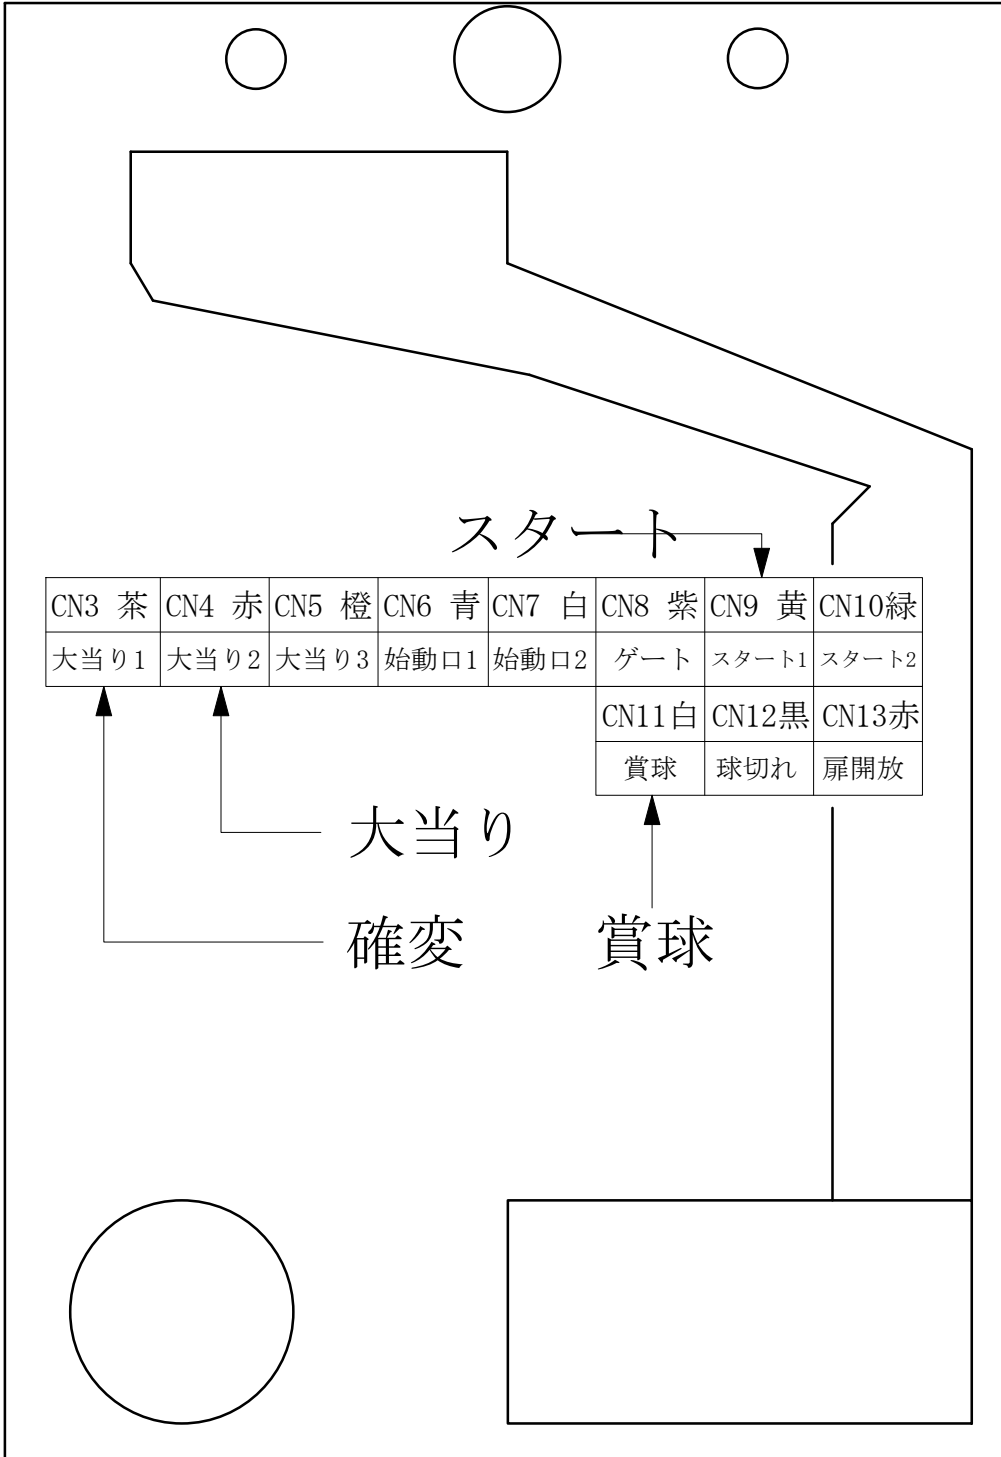 スタート
CN3 茶 CN4 赤 CN5 橙 CN6 青 CN7 白 CN8 紫 CN9 黄 CN10緑
大当り1 大当り2 大当り3 始動口1 始動口2 ゲート スタート1 スタート2
CN11白 CN12黒 CN13赤
賞球 球切れ 扉開放
大当り
確変 賞球